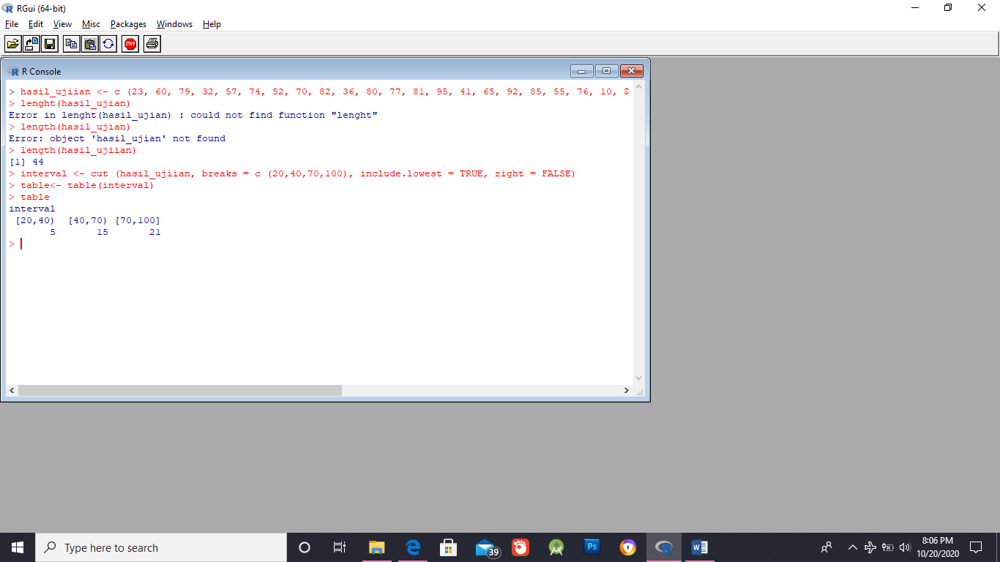 RGui (64-bit)
File Edit View Misc Packages Windows Help
STOP
R Console
> hasil_ujiian <- c (23, 60, 79, 32, 57, 74, 52, 70, 82, 36, 80, 77, 81, 95, 41, 65, 92, 85, 55, 76, 10, $
> lenght(hasil_ujian)
Error in lenght(hasil_ujian) : could not find function "lenght"
> length(hasil_ujian)
Error: object 'hasil_ujian' not found
> length(hasil_ujiian)
[1] 44
> interval <- cut (hasil_ujiian, breaks = c (20,40,70,100), include.lowest = TRUE, right = FALSE)
> table<- table(interval)
> table
interval
[20,40) [40,70) [70,100]
5 15 21
>
Type here to search
39
Ps
8:06 PM
10/20/2020